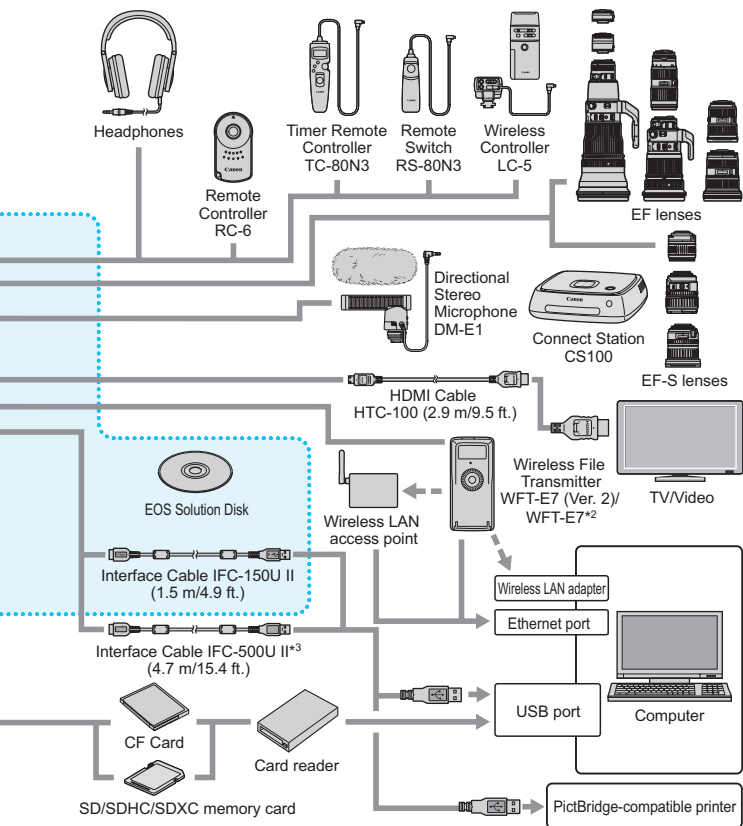 Headphones
Timer Remote
Controller
TC-80N3
Remote
Switch
RS-80N3
Wireless
Controller
LC-5
Canon
Remote
Controller
RC-6
EF lenses
Directional
Stereo
Microphone
DM-E1
Canon
Connect Station
CS100
EF-S lenses
HDMI Cable
HTC-100 (2.9 m/9.5 ft.)
TV/Video
EOS Solution Disk
Wireless LAN
access point
Wireless File
Transmitter
WFT-E7 (Ver. 2)/
WFT-E7*2
Interface Cable IFC-150U II
(1.5 m/4.9 ft.)
Wireless LAN adapter
Ethernet port
Interface Cable IFC-500U II*3
(4.7 m/15.4 ft.)
USB port
Computer
CF Card
Card reader
SD/SDHC/SDXC memory card
PictBridge-compatible printer